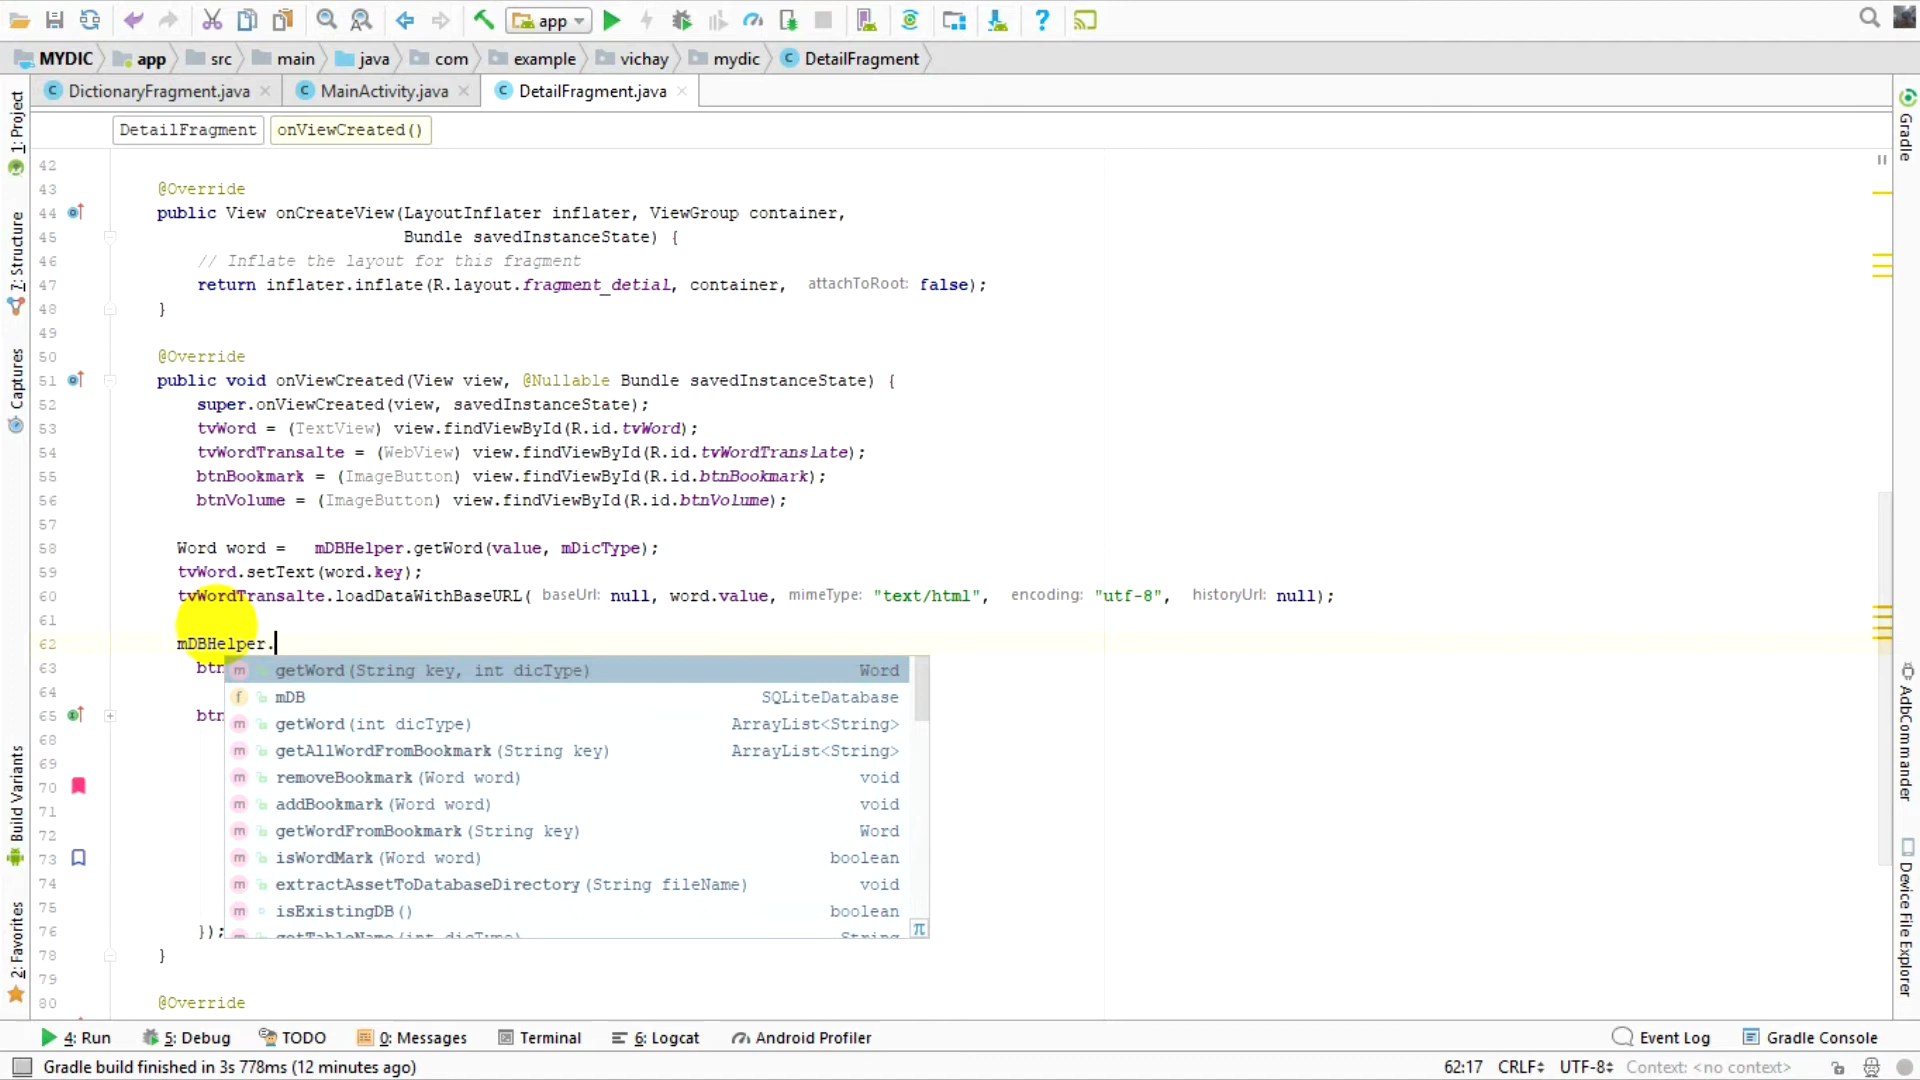 app
MYDIC app src main java com example vichay mydic DetailFragment
DictionaryFragment.java MainActivity.java DetailFragment.java
DetailFragment onViewCreated()
42
43 @Override
44 public View onCreateView(LayoutInflater inflater, ViewGroup container,
45 Bundle savedInstanceState) {
46 // Inflate the layout for this fragment
47 return inflater.inflate(R.layout.fragment_detial, container, attachToRoot: false);
48 }
49
50 @Override
51 public void onViewCreated(View view, @Nullable Bundle savedInstanceState) {
52 super.onViewCreated(view, savedInstanceState);
53 tvWord = (TextView) view.findViewById(R.id.tvWord);
54 tvWordTransalte = (WebView) view.findViewById(R.id.tvWordTranslate);
55 btnBookmark = (ImageButton) view.findViewById(R.id.btnBookmark);
56 btnVolume = (ImageButton) view.findViewById(R.id.btnVolume);
57
58 Word word = mDBHelper.getWord(value, mDicType);
59 tvWord.setText(word.key);
60 tvWordTransalte.loadDataWithBaseURL( baseUrl: null, word.value, mimeType: "text/html", encoding: "utf-8", historyUrl: null);
61
62 mDBHelper.
63 btn
m getWord(String key, int dicType) Word
64
f mDB SQLiteDatabase
65 btn
m getWord(int dicType) ArrayList<String>
68
m getAllWordFromBookmark(String key) ArrayList<String>
69
m removeBookmark(Word word) void
70
m addBookmark(Word word) void
71
m getWordFromBookmark(String key) Word
72
m isWordMark(Word word) boolean
73
m extractAssetToDatabaseDirectory(String fileName) void
74
m isExistingDB() boolean
75
76 });
m getTableName(int dicType) String
π
78 }
79
80 @Override
1: Project
7: Structure
Captures
Build Variants
2: Favorites
Gradle
AdbCommander
Device File Explorer
4: Run 5: Debug TODO 0: Messages Terminal 6: Logcat Android Profiler Event Log Gradle Console
Gradle build finished in 3s 778ms (12 minutes ago) 62:17 CRLF UTF-8 Context: <no context>